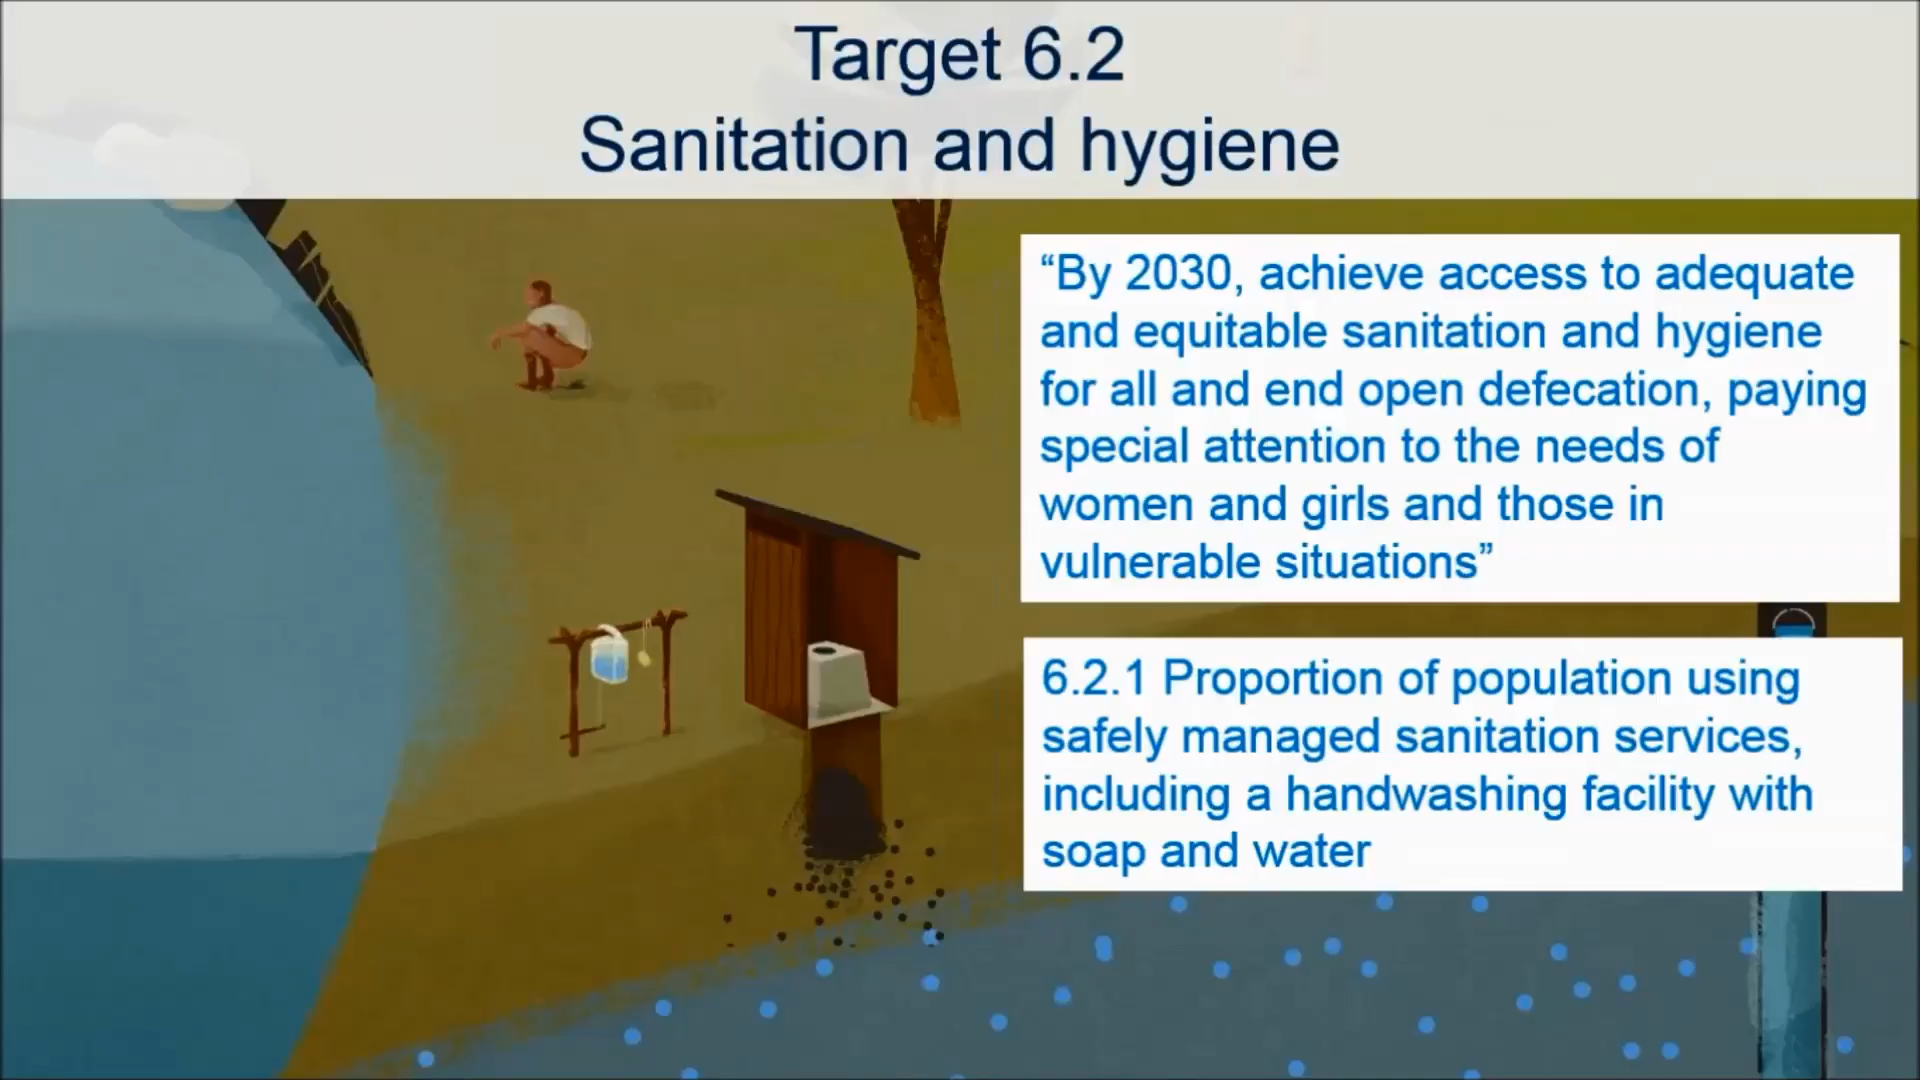 Target 6.2
Sanitation and hygiene
“By 2030, achieve access to adequate
and equitable sanitation and hygiene
for all and end open defecation, paying
special attention to the needs of
women and girls and those in
vulnerable situations”
6.2.1 Proportion of population using
safely managed sanitation services,
including a handwashing facility with
soap and water